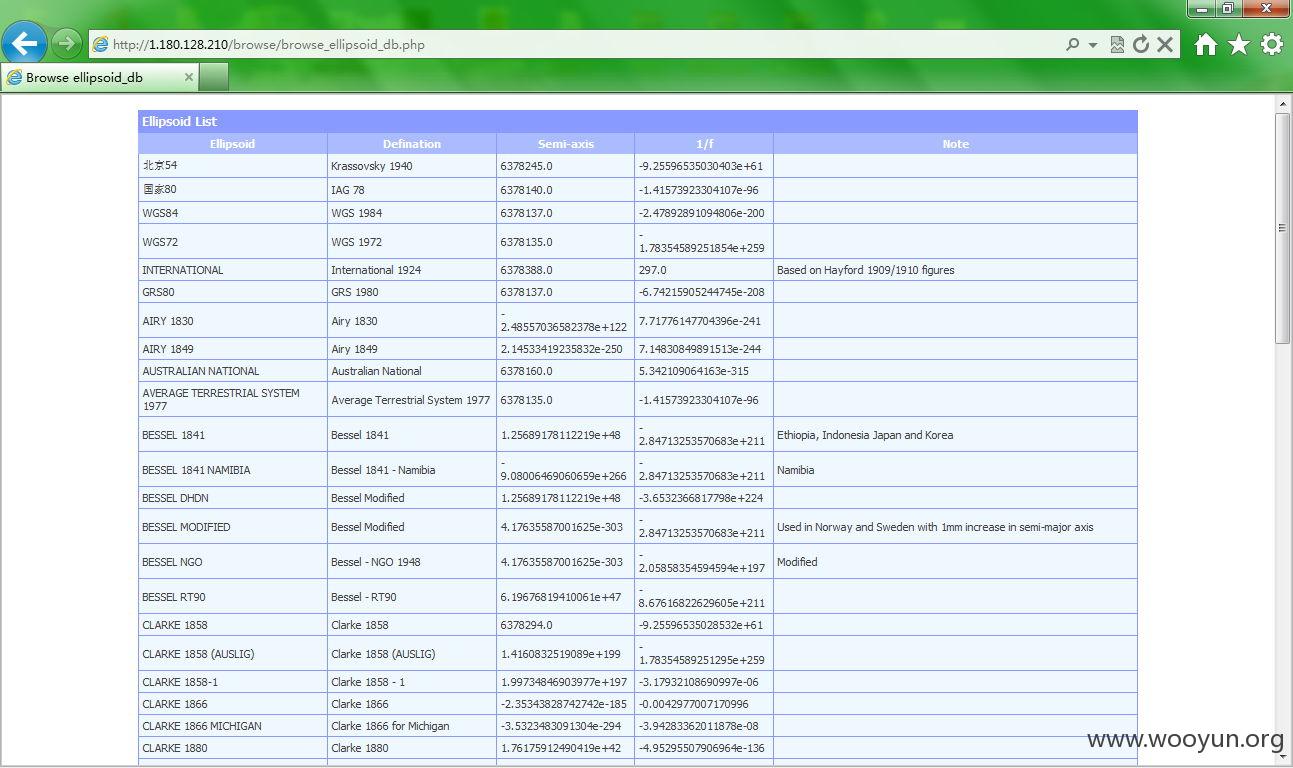 http://1.180.128.210/browse/browse_ellipsoid_db.php
Browse ellipsoid_db
Ellipsoid List
Ellipsoid Defination Semi-axis 1/f Note
北京54 Krassovsky 1940 6378245.0 -9.25596535030403e+61
国家80 IAG 78 6378140.0 -1.41573923304107e-96
WGS84 WGS 1984 6378137.0 -2.47892891094806e-200
WGS72 WGS 1972 6378135.0 -
1.78354589251854e+259
INTERNATIONAL International 1924 6378388.0 297.0 Based on Hayford 1909/1910 figures
GRS80 GRS 1980 6378137.0 -6.74215905244745e-208
AIRY 1830 Airy 1830 -
2.48557036582378e+122 7.71776147704396e-241
AIRY 1849 Airy 1849 2.14533419235832e-250 7.14830849891513e-244
AUSTRALIAN NATIONAL Australian National 6378160.0 5.342109064163e-315
AVERAGE TERRESTRIAL SYSTEM
1977 Average Terrestrial System 1977 6378135.0 -1.41573923304107e-96
BESSEL 1841 Bessel 1841 1.25689178112219e+48 -
2.84713253570683e+211 Ethiopia, Indonesia Japan and Korea
BESSEL 1841 NAMIBIA Bessel 1841 - Namibia -
9.08006469060659e+266 -
2.84713253570683e+211 Namibia
BESSEL DHDN Bessel Modified 1.25689178112219e+48 -3.6532366817798e+224
BESSEL MODIFIED Bessel Modified 4.17635587001625e-303 -
2.84713253570683e+211 Used in Norway and Sweden with 1mm increase in semi-major axis
BESSEL NGO Bessel - NGO 1948 4.17635587001625e-303 -
2.05858354594594e+197 Modified
BESSEL RT90 Bessel - RT90 6.19676819410061e+47 -
8.67616822629605e+211
CLARKE 1858 Clarke 1858 6378294.0 -9.25596535028532e+61
CLARKE 1858 (AUSLIG) Clarke 1858 (AUSLIG) 1.4160832519089e+199 -
1.78354589251295e+259
CLARKE 1858-1 Clarke 1858 - 1 1.99734846903977e+197 -3.17932108690997e-06
CLARKE 1866 Clarke 1866 -2.35343828742742e-185 -0.0042977007170996
CLARKE 1866 MICHIGAN Clarke 1866 for Michigan -3.5323483091304e-294 -3.94283362011878e-08
CLARKE 1880 Clarke 1880 1.76175912490419e+42 -4.95295507906964e-136
www.wooyun.org